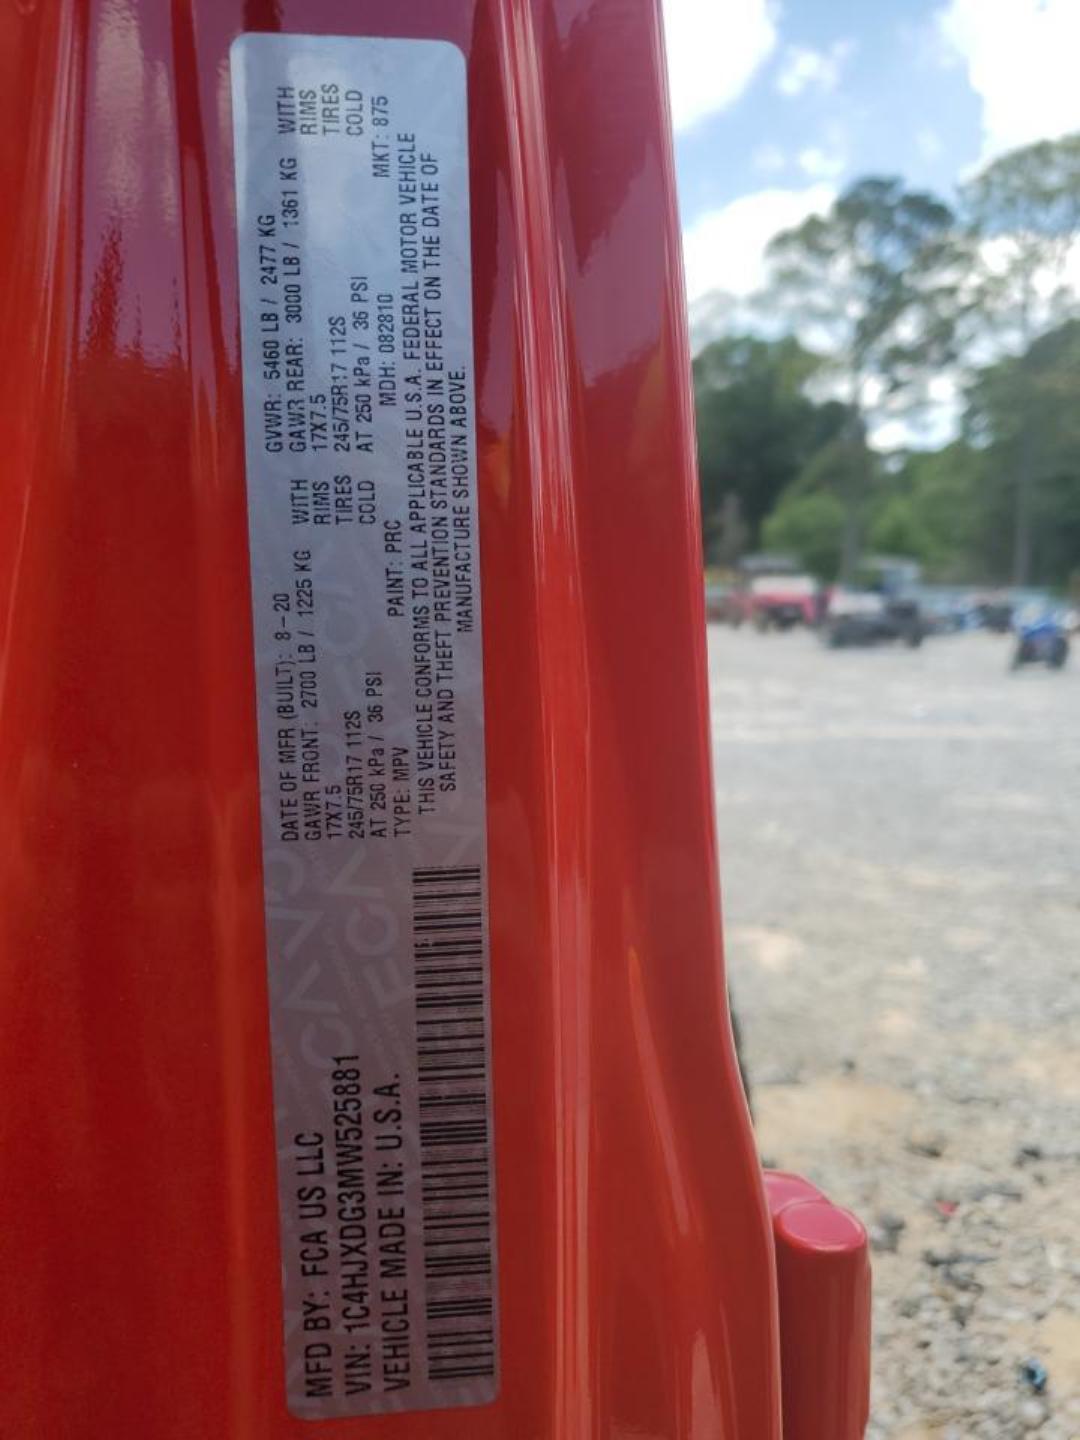 MFD BY: FCA US LLC
VIN: 1C4HJXDG3MW525881
VEHICLE MADE IN: U.S.A.
DATE OF MFR (BUILT): 8-20 GVWR: 5460 LB / 2477 KG
GAWR FRONT: 2700 LB / 1225 KG WITH GAWR REAR: 3000 LB / 1361 KG WITH
17X7.5 RIMS 17X7.5 RIMS
245/75R17 112S TIRES 245/75R17 112S TIRES
AT 250 kPa / 36 PSI COLD AT 250 kPa / 36 PSI COLD
TYPE: MPV PAINT: PRC MDH: 082810 MKT: 875
THIS VEHICLE CONFORMS TO ALL APPLICABLE U.S.A. FEDERAL MOTOR VEHICLE
SAFETY AND THEFT PREVENTION STANDARDS IN EFFECT ON THE DATE OF
MANUFACTURE SHOWN ABOVE.